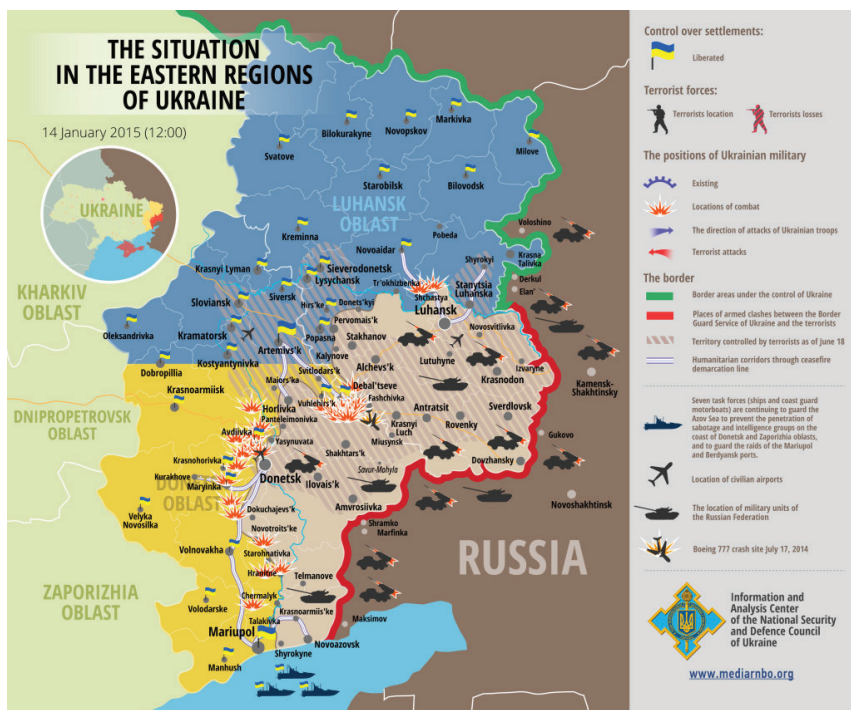 THE SITUATION
IN THE EASTERN REGIONS
OF UKRAINE
14 January 2015 (12:00)
UKRAINE
KHARKIV
OBLAST
DNIPROPETROVSK
OBLAST
ZAPORIZHIA
OBLAST
LUHANSK
OBLAST
OBLAST
RUSSIA
Markivka
Novopskov
Bilokurakyne
Milove
Svatove
Starobilsk
Bilovodsk
Voloshino
Pobeda
Kreminna
Novoaidar
Shyrokyi
Krasna
Talivka
Krasnyi Lyman
Sieverodonetsk
Lysychansk
Tr'okhizbenka
Stanytsia
Luhanska
Derkul
Elan'
Sloviansk
Siversk
Hirs'ke
Donets'kyi
Shchastya
Luhansk
Pervomais'k
Oleksandrivka
Kramatorsk
Popasna
Stakhanov
Novosvitlivka
Artemivs'k
Kalynove
Kostyantynivka
Svitlodars'k
Lutuhyne
Izvaryne
Dobropillia
Alchevs'k
Maiors'ka
Debal'tseve
Krasnodon
Kamensk-
Shakhtinsky
Krasnoarmiisk
Vuhlehirs'k
Fashchivka
Horlivka
Antratsit
Sverdlovsk
Panteleimonivka
Krasnyi
Luch
Rovenky
Avdiivka
Yasynuvata
Miusynsk
Gukovo
Krasnohorivka
Shakhtars'k
Dovzhansky
Kurakhove
Maryinka
Donetsk
Savur-Mohyla
Ilovais'k
Novoshakhtinsk
Velyka
Novosilka
Dokuchajevs'k
Amvrosiivka
Novotroits'ke
Shramko
Marfinka
Volnovakha
Starohnativka
Hranitne
Telmanove
Chermalyk
Volodarske
Krasnoarmiis'ke
Talakivka
Maksimov
Mariupol
Novoazovsk
Shyrokyne
Manhush
Control over settlements:
Liberated
Terrorist forces:
Terrorists location
Terrorists losses
The positions of Ukrainian military
Existing
Locations of combat
The direction of attacks of Ukrainian troops
Terrorist attacks
The border
Border areas under the control of Ukraine
Places of armed clashes between the Border
Guard Service of Ukraine and the terrorists
Territory controlled by terrorists as of June 18
Humanitarian corridors through ceasefire
demarcation line
Seven task forces (ships and coast guard
motorboats) are continuing to guard the
Azov Sea to prevent the penetration of
sabotage and intelligence groups on the
coast of Donetsk and Zaporizhia oblasts,
and to guard the raids of the Mariupol
and Berdyansk ports.
Location of civilian airports
The location of military units of
the Russian Federation
Boeing 777 crash site July 17, 2014
Information and
Analysis Center
of the National Security
and Defence Council
of Ukraine
www.mediarnbo.org